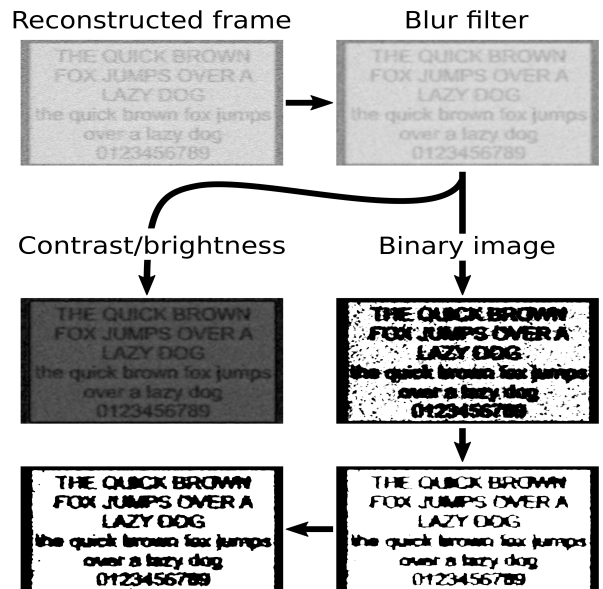 Reconstructed frame
Blur filter
THE QUICK BROWN
FOX JUMPS OVER A
LAZY DOG
the quick brown fox jumps
over a lazy dog
0123456789
THE QUICK BROWN
FOX JUMPS OVER A
LAZY DOG
the quick brown fox jumps
over a lazy dog
0123456789
Contrast/brightness
Binary image
THE QUICK BROWN
FOX JUMPS OVER A
LAZY DOG
the quick brown fox jumps
over a lazy dog
0123456789
THE QUICK BROWN
FOX JUMPS OVER A
LAZY DOG
the quick brown fox jumps
over a lazy dog
0123456789
THE QUICK BROWN
FOX JUMPS OVER A
LAZY DOG
the quick brown fox jumps
over a lazy dog
0123456789
THE QUICK BROWN
FOX JUMPS OVER A
LAZY DOG
the quick brown fox jumps
over a lazy dog
0123456789